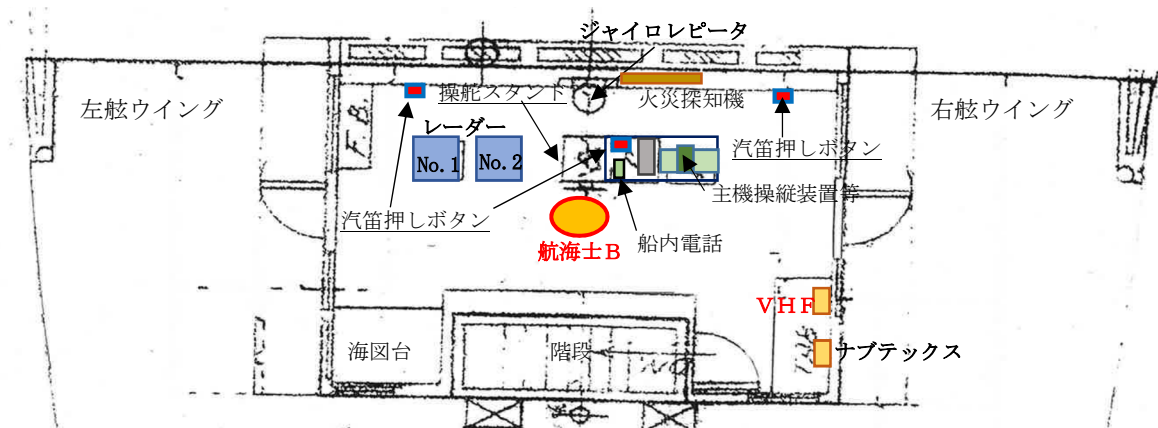 ジャイロレピータ
左舷ウイング
操舵スタンド
火災探知機
右舷ウイング
F.B.
レーダー
No.1
No.2
汽笛押しボタン
主機操縦装置等
汽笛押しボタン
航海士B
船内電話
VHF
海図台
階段
ナブテックス